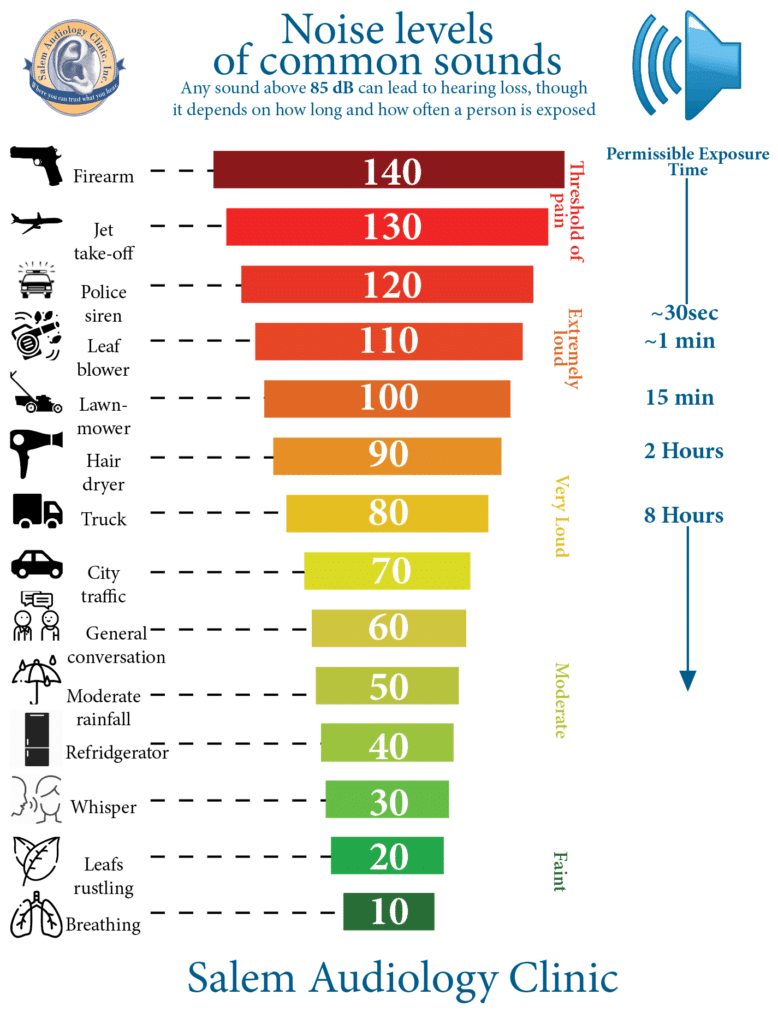 Salem Audiology Clinic, Inc.
Where you can trust what you hear
Noise levels
of common sounds
Any sound above 85 dB can lead to hearing loss, though
it depends on how long and how often a person is exposed
Permissible Exposure
Time
Firearm
140
Threshold of
pain
Jet
take-off
130
Police
siren
120
~30sec
Leaf
blower
110
Extremely
loud
~1 min
Lawn-
mower
100
15 min
Hair
dryer
90
2 Hours
Truck
80
Very Loud
8 Hours
City
traffic
70
General
conversation
60
Moderate
rainfall
50
Moderate
Refridgerator
40
Whisper
30
Leafs
rustling
20
Faint
Breathing
10
Salem Audiology Clinic